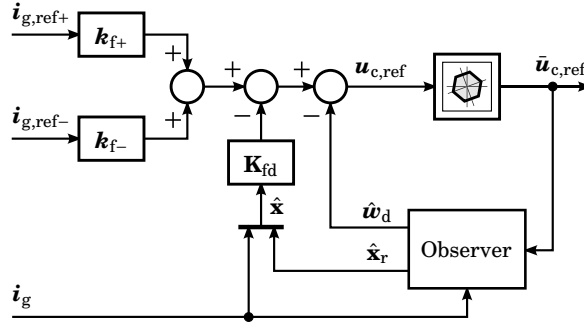 i_g,ref+
k_f+
+
+ + u_c,ref ū_c,ref
i_g,ref−
k_f−
+
−
−
K_fd
x̂
ŵ_d
x̂_r
Observer
i_g